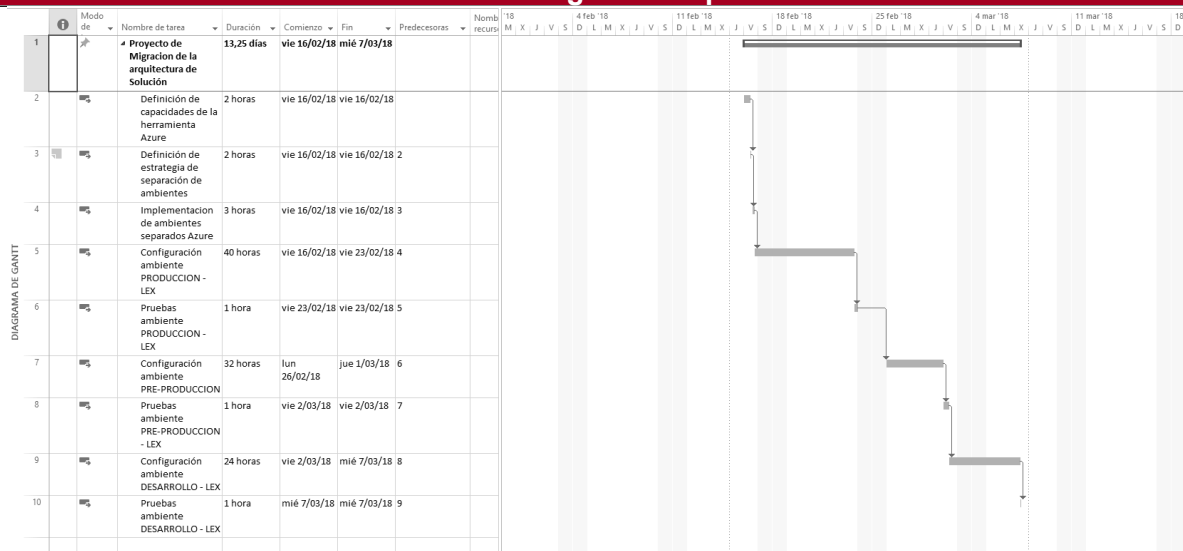 Modo de
Nombre de tarea
Duración
Comienzo
Fin
Predecesoras
Nomb recurs
'18
4 feb '18
11 feb '18
18 feb '18
25 feb '18
4 mar '18
11 mar '18
18
M X J V S D L M X J V S D L M X J V S D L M X J V S D L M X J V S D L M X J V S D L M X J V S D
1
Proyecto de
Migracion de la
arquitectura de
Solución
13,25 días
vie 16/02/18
mié 7/03/18
2
Definición de
capacidades de la
herramienta
Azure
2 horas
vie 16/02/18
vie 16/02/18
3
Definición de
estrategia de
separación de
ambientes
2 horas
vie 16/02/18
vie 16/02/18
2
4
Implementacion
de ambientes
separados Azure
3 horas
vie 16/02/18
vie 16/02/18
3
5
Configuración
ambiente
PRODUCCION -
LEX
40 horas
vie 16/02/18
vie 23/02/18
4
6
Pruebas
ambiente
PRODUCCION -
LEX
1 hora
vie 23/02/18
vie 23/02/18
5
7
Configuración
ambiente
PRE-PRODUCCION
32 horas
lun
26/02/18
jue 1/03/18
6
8
Pruebas
ambiente
PRE-PRODUCCION
- LEX
1 hora
vie 2/03/18
vie 2/03/18
7
9
Configuración
ambiente
DESARROLLO - LEX
24 horas
vie 2/03/18
mié 7/03/18
8
10
Pruebas
ambiente
DESARROLLO - LEX
1 hora
mié 7/03/18
mié 7/03/18
9
DIAGRAMA DE GANTT